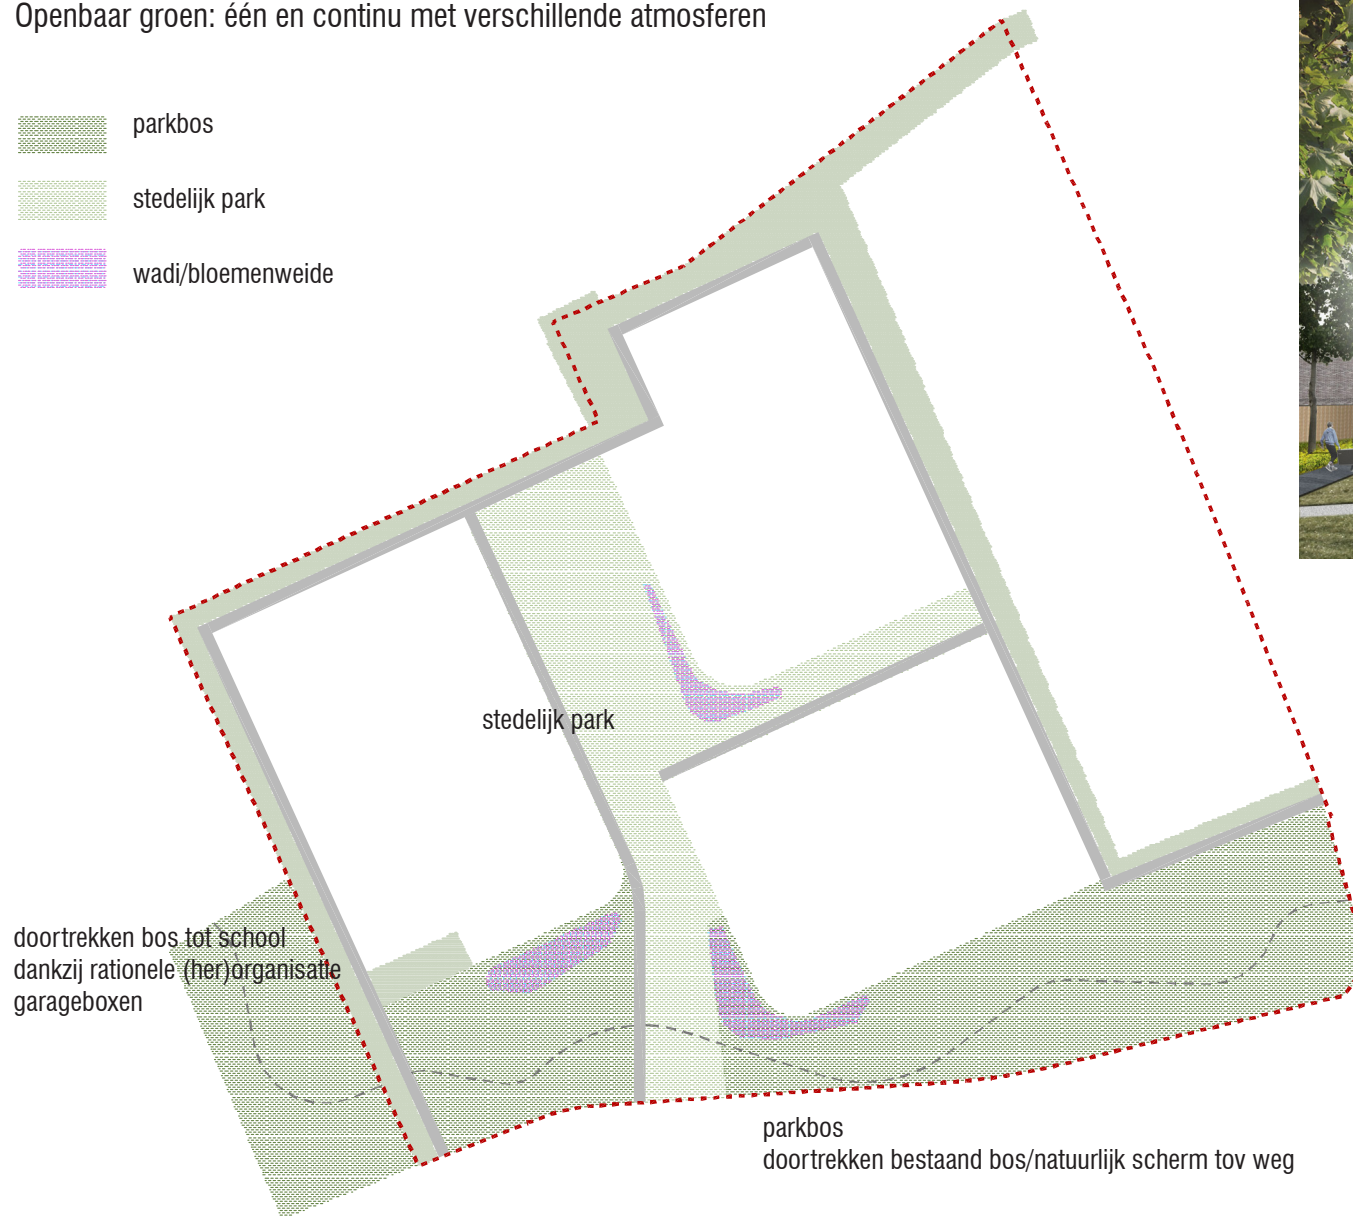 Openbaar groen: één en continu met verschillende atmosferen
parkbos
stedelijk park
wadi/bloemenweide
stedelijk park
doortrekken bos tot school
dankzij rationele (her)organisatie
garageboxen
parkbos
doortrekken bestaand bos/natuurlijk scherm tov weg